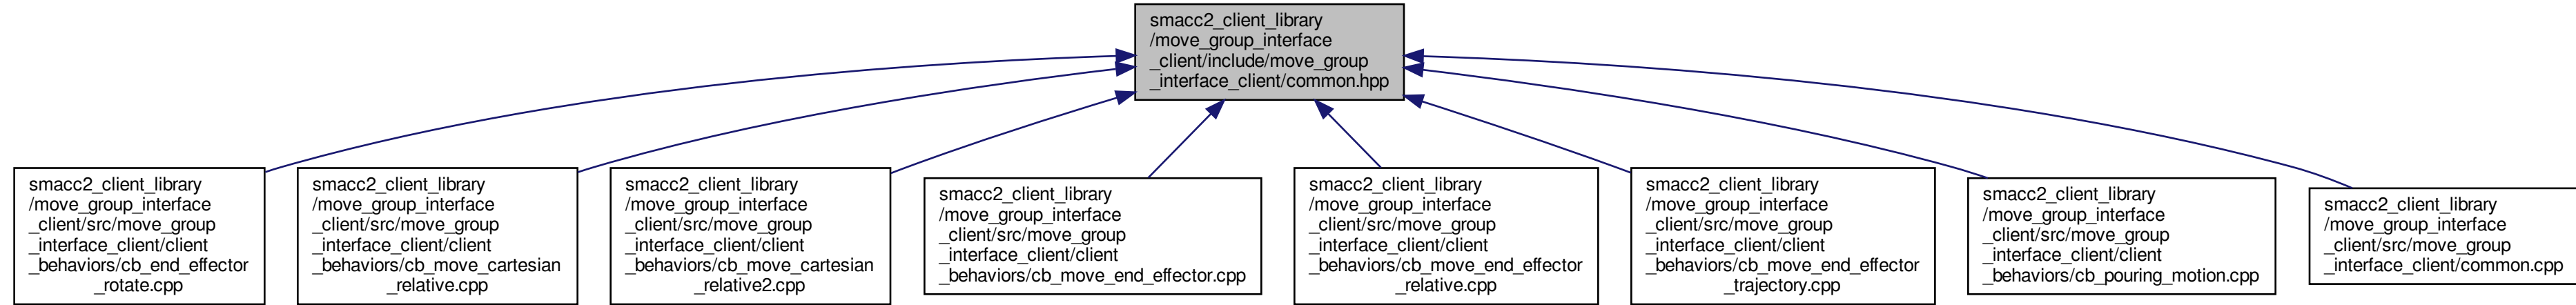 smacc2_client_library
/move_group_interface
_client/include/move_group
_interface_client/common.hpp
smacc2_client_library
/move_group_interface
_client/src/move_group
_interface_client/client
_behaviors/cb_end_effector
_rotate.cpp
smacc2_client_library
/move_group_interface
_client/src/move_group
_interface_client/client
_behaviors/cb_move_cartesian
_relative.cpp
smacc2_client_library
/move_group_interface
_client/src/move_group
_interface_client/client
_behaviors/cb_move_cartesian
_relative2.cpp
smacc2_client_library
/move_group_interface
_client/src/move_group
_interface_client/client
_behaviors/cb_move_end_effector.cpp
smacc2_client_library
/move_group_interface
_client/src/move_group
_interface_client/client
_behaviors/cb_move_end_effector
_relative.cpp
smacc2_client_library
/move_group_interface
_client/src/move_group
_interface_client/client
_behaviors/cb_move_end_effector
_trajectory.cpp
smacc2_client_library
/move_group_interface
_client/src/move_group
_interface_client/client
_behaviors/cb_pouring_motion.cpp
smacc2_client_library
/move_group_interface
_client/src/move_group
_interface_client/common.cpp